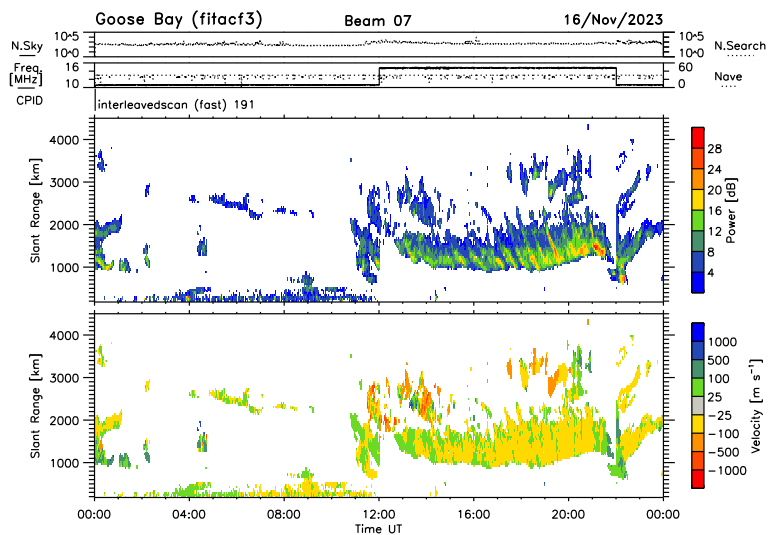 Goose Bay (fitacf3) Beam 07 16/Nov/2023
N.Sky 10^5 10^0 10^5 10^0 N.Search
Freq. [MHz] 16 10 60 0 Nave
CPID interleavedscan (fast) 191
Slant Range [km] 4000 3000 2000 1000
Power [dB] 28 24 20 16 12 8 4
Slant Range [km] 4000 3000 2000 1000
Velocity [m s⁻¹] 1000 500 100 25 −25 −100 −500 −1000
00:00 04:00 08:00 12:00 16:00 20:00 00:00
Time UT